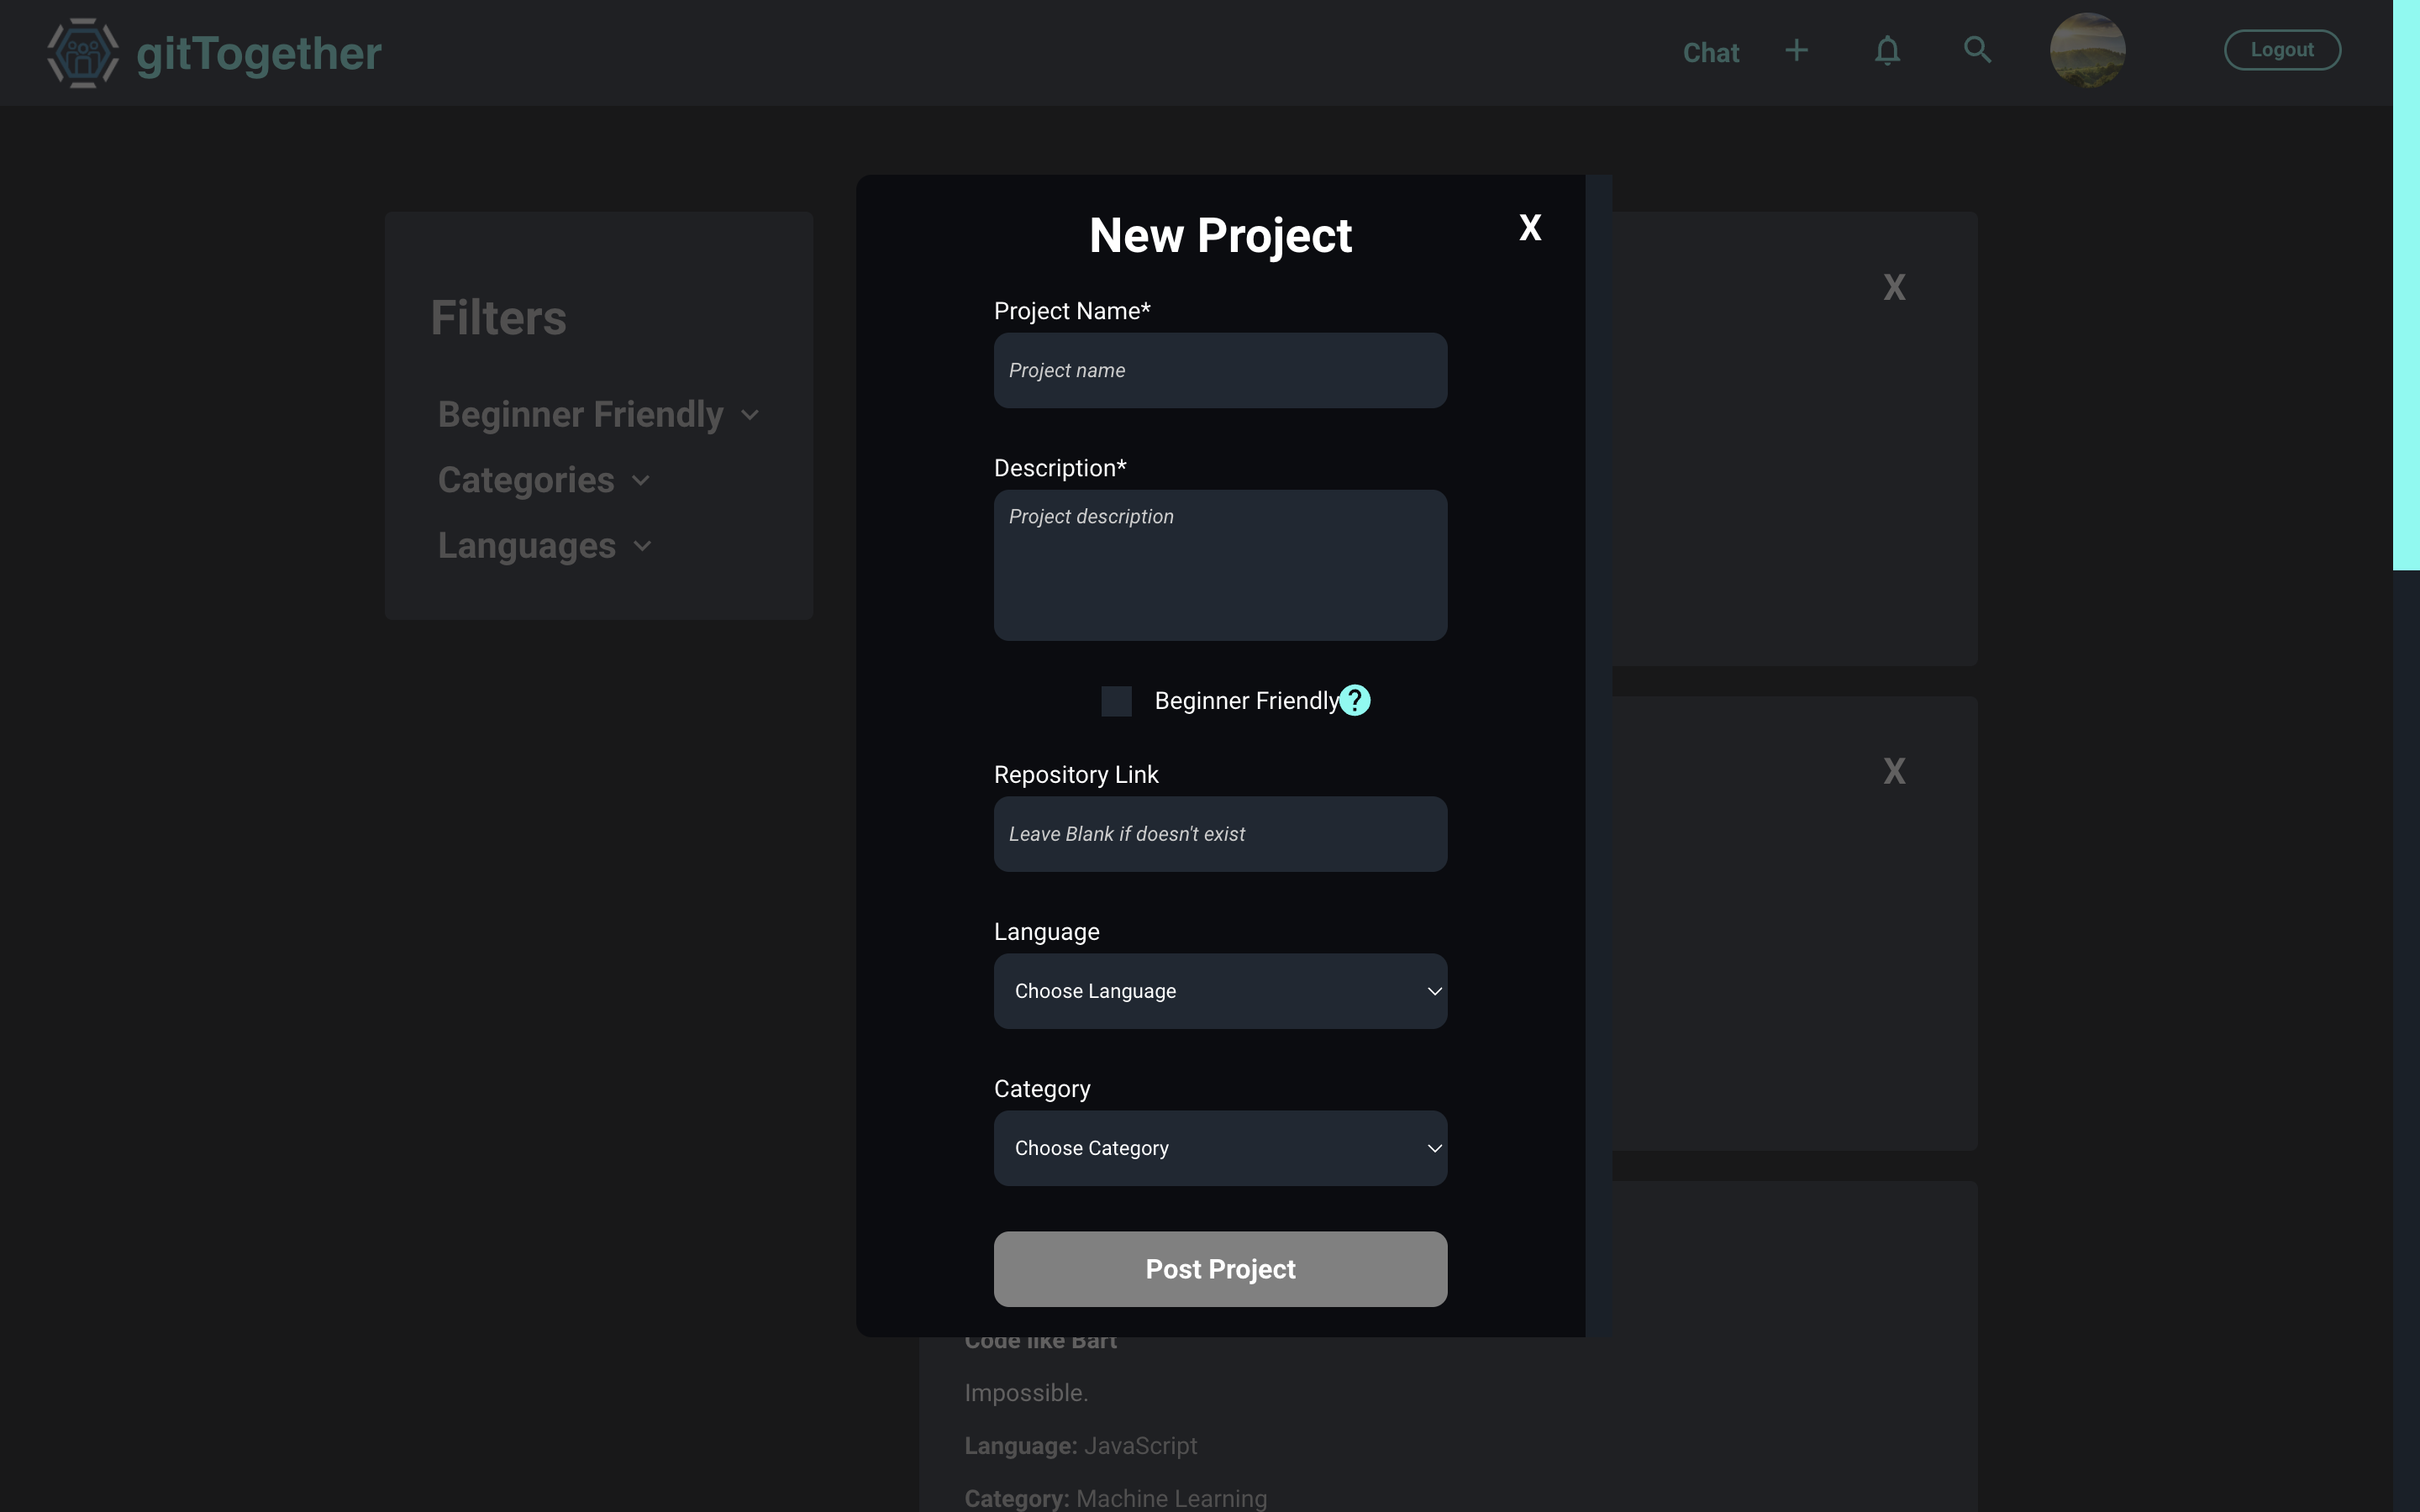 gitTogether
Chat
Logout
Filters
Beginner Friendly
Categories
Languages
New Project
X
Project Name*
Project name
Description*
Project description
Beginner Friendly ?
Repository Link
Leave Blank if doesn't exist
Language
Choose Language
Category
Choose Category
Post Project
X
X
Code like Bart
Impossible.
Language: JavaScript
Category: Machine Learning